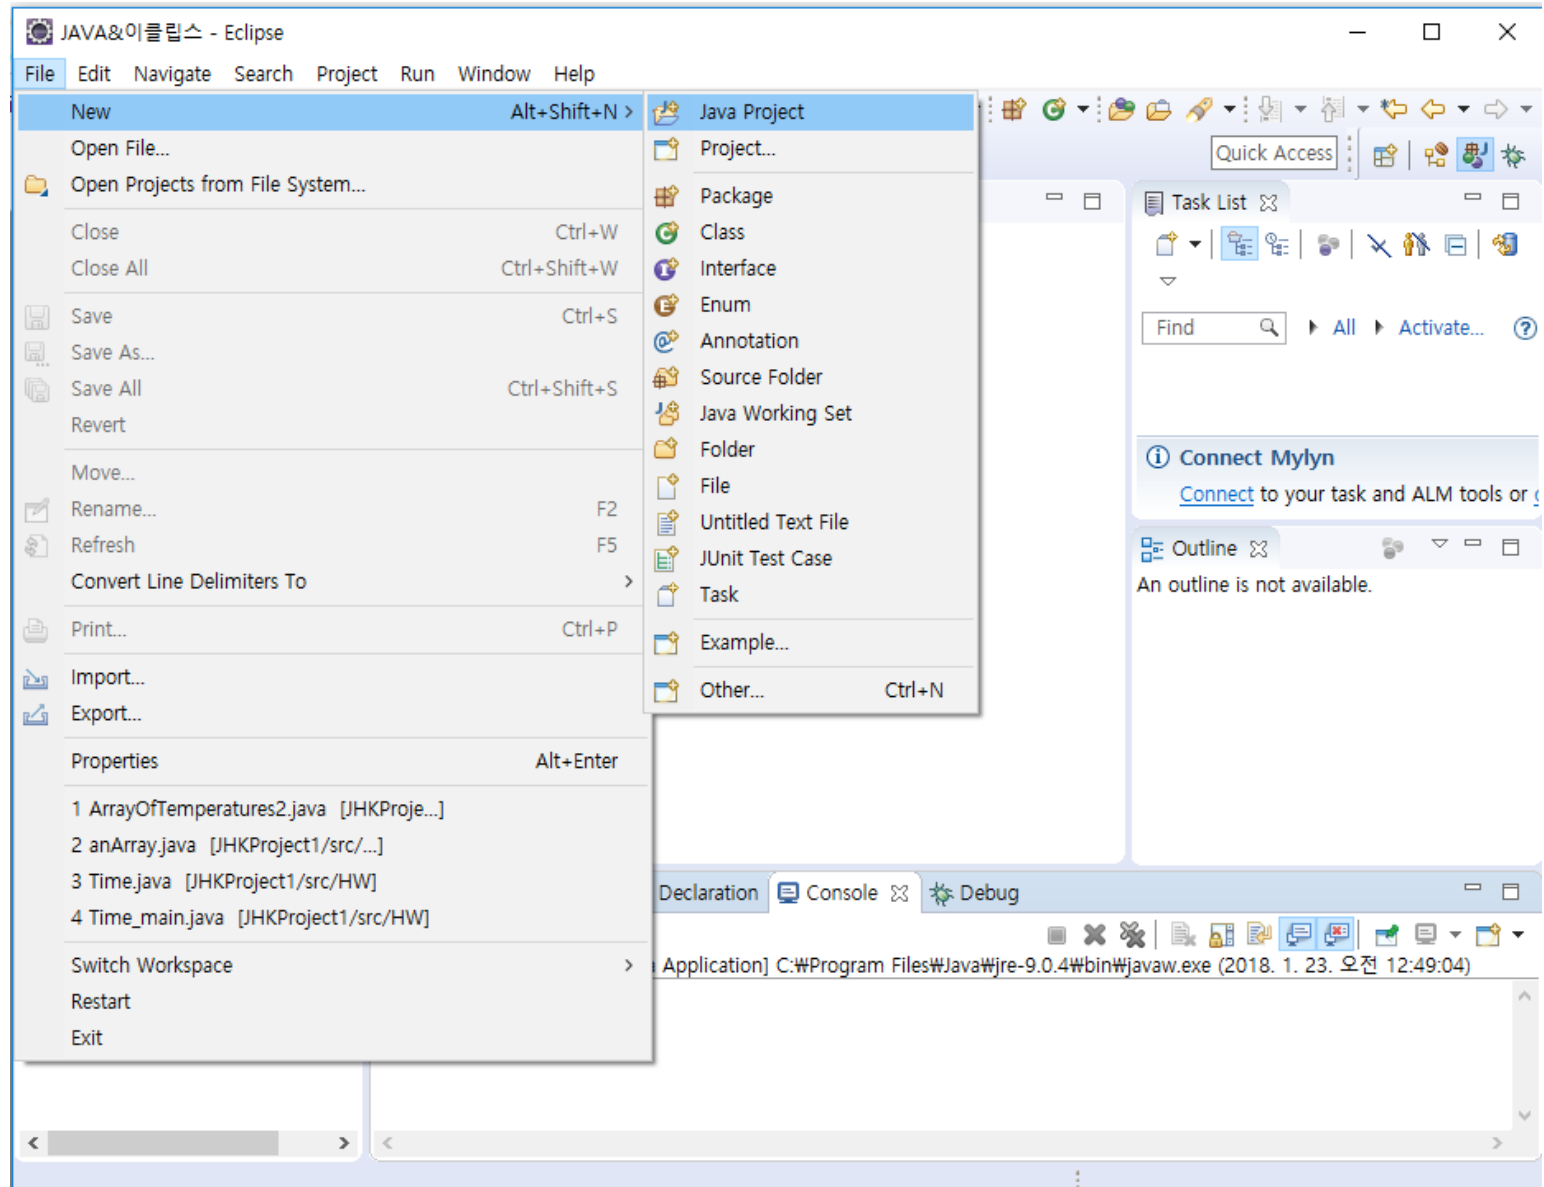 JAVA&이클립스 - Eclipse
File Edit Navigate Search Project Run Window Help
New Alt+Shift+N >
Open File...
Open Projects from File System...
Close Ctrl+W
Close All Ctrl+Shift+W
Save Ctrl+S
Save As...
Save All Ctrl+Shift+S
Revert
Move...
Rename... F2
Refresh F5
Convert Line Delimiters To >
Print... Ctrl+P
Import...
Export...
Properties Alt+Enter
1 ArrayOfTemperatures2.java [JHKProje...]
2 anArray.java [JHKProject1/src/...]
3 Time.java [JHKProject1/src/HW]
4 Time_main.java [JHKProject1/src/HW]
Switch Workspace >
Restart
Exit
Java Project
Project...
Package
Class
Interface
Enum
Annotation
Source Folder
Java Working Set
Folder
File
Untitled Text File
JUnit Test Case
Task
Example...
Other... Ctrl+N
Quick Access
Task List
Find All Activate...
Connect Mylyn
Connect to your task and ALM tools or
Outline
An outline is not available.
Declaration Console Debug
Application] C:₩Program Files₩Java₩jre-9.0.4₩bin₩javaw.exe (2018. 1. 23. 오전 12:49:04)